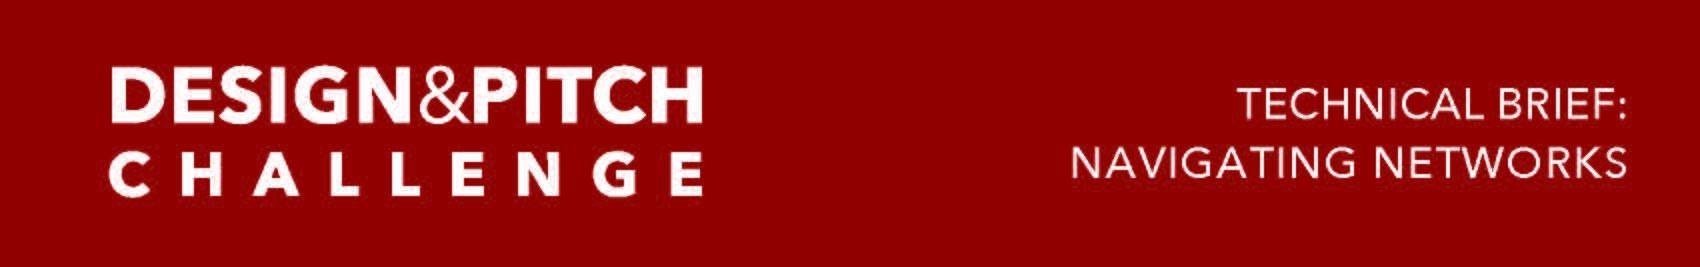 DESIGN&PITCH
CHALLENGE
TECHNICAL BRIEF:
NAVIGATING NETWORKS